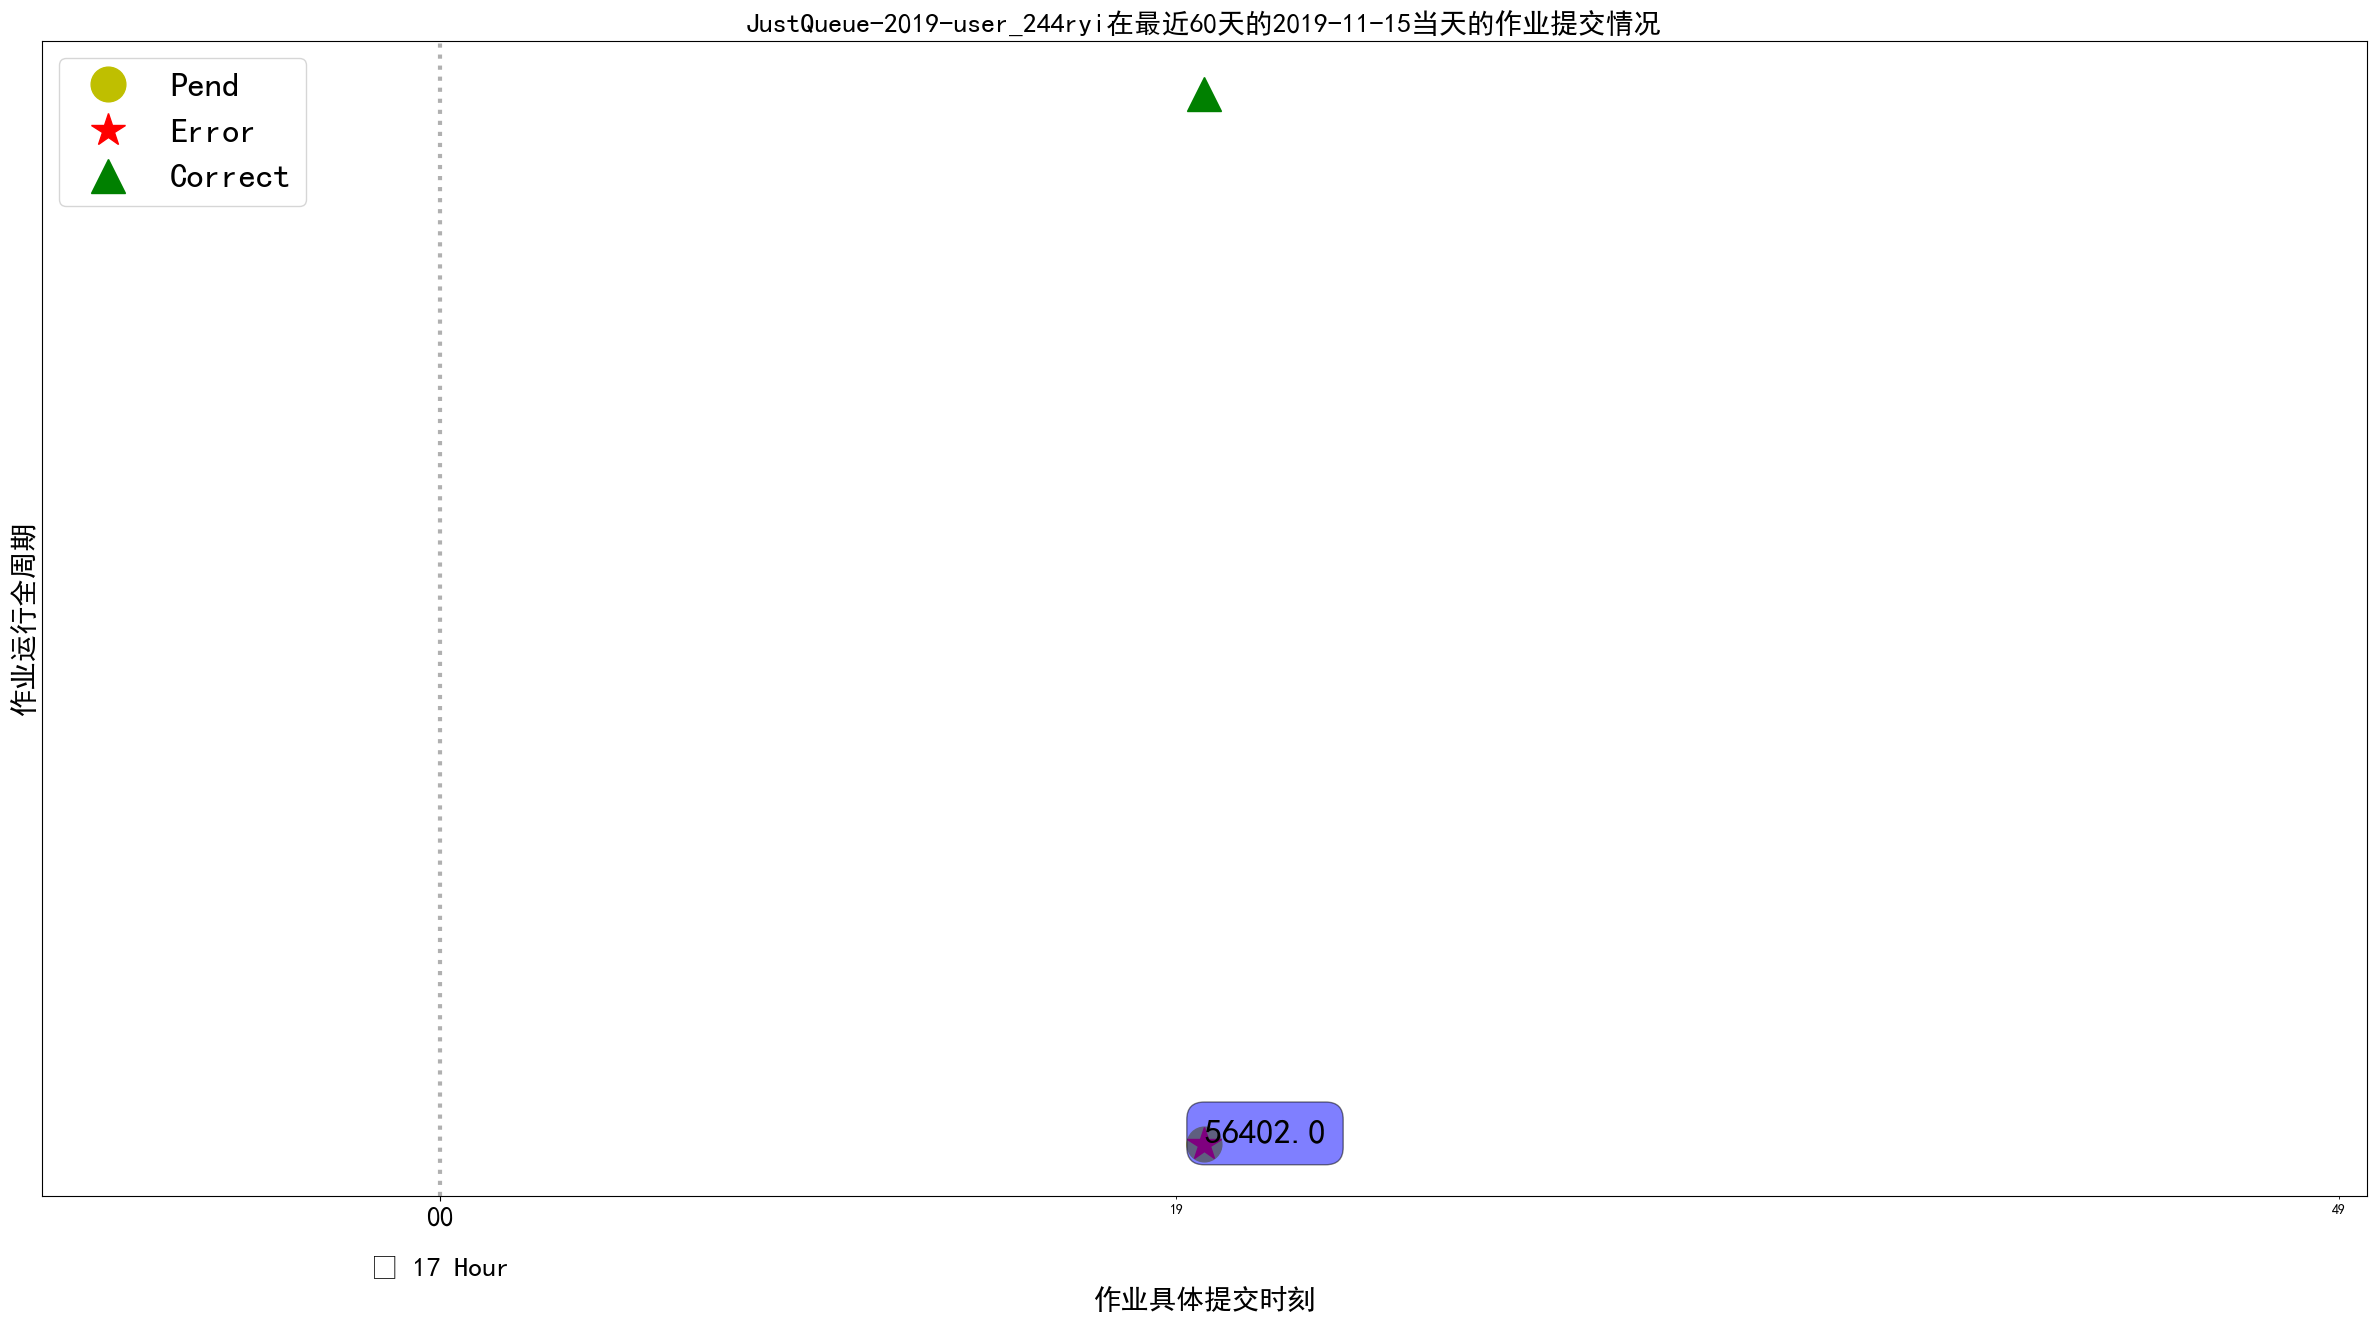 JustQueue-2019-user_244ryi在最近60天的2019-11-15当天的作业提交情况
Pend
Error
Correct
作业运行全周期
56402.0
00
19
49
□ 17 Hour
作业具体提交时刻